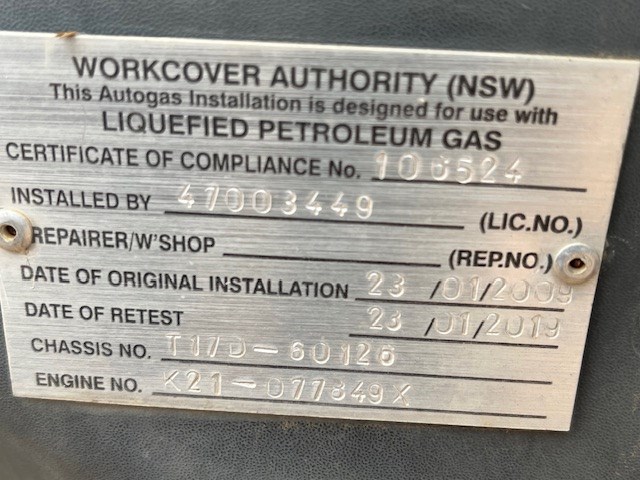 WORKCOVER AUTHORITY (NSW)
This Autogas Installation is designed for use with
LIQUEFIED PETROLEUM GAS
CERTIFICATE OF COMPLIANCE No. 106524
INSTALLED BY 47003449 (LIC.NO.)
REPAIRER/W'SHOP (REP.NO.)
DATE OF ORIGINAL INSTALLATION 23/01/2009
DATE OF RETEST 23/01/2019
CHASSIS NO. T17D-60126
ENGINE NO. K21-077849X